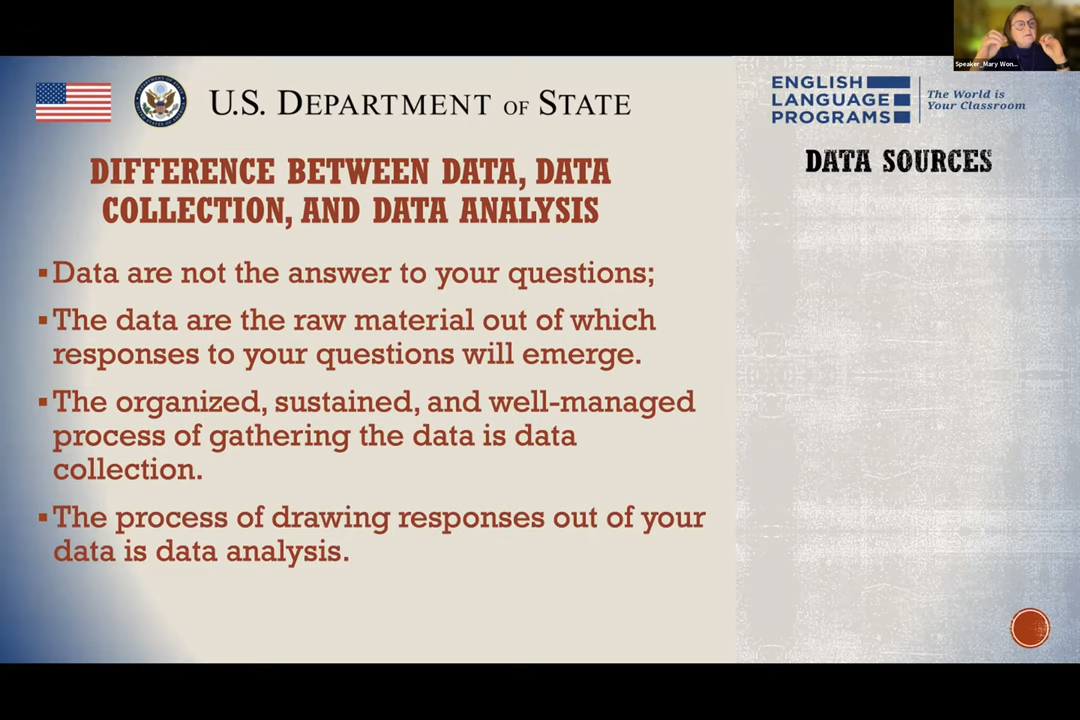 Speaker_Mary Won...
U.S. DEPARTMENT OF STATE
ENGLISH
LANGUAGE
PROGRAMS
The World is
Your Classroom
DIFFERENCE BETWEEN DATA, DATA
COLLECTION, AND DATA ANALYSIS
▪Data are not the answer to your questions;
▪The data are the raw material out of which
responses to your questions will emerge.
▪The organized, sustained, and well-managed
process of gathering the data is data
collection.
▪The process of drawing responses out of your
data is data analysis.
DATA SOURCES